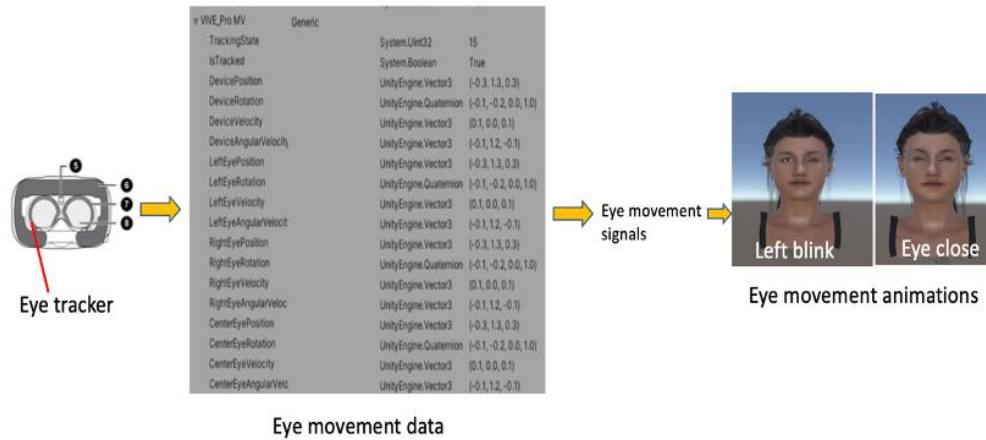 VIVE_Pro MV Generic
TrackingState System.UInt32 15
IsTracked System.Boolean True
DevicePosition UnityEngine.Vector3 (-0.3, 1.3, 0.3)
DeviceRotation UnityEngine.Quaternion (-0.1, -0.2, 0.0, 1.0)
DeviceVelocity UnityEngine.Vector3 (0.1, 0.0, 0.1)
DeviceAngularVelocity UnityEngine.Vector3 (-0.1, 1.2, -0.1)
LeftEyePosition UnityEngine.Vector3 (-0.3, 1.3, 0.3)
LeftEyeRotation UnityEngine.Quaternion (-0.1, -0.2, 0.0, 1.0)
LeftEyeVelocity UnityEngine.Vector3 (0.1, 0.0, 0.1)
LeftEyeAngularVelocit UnityEngine.Vector3 (-0.1, 1.2, -0.1)
RightEyePosition UnityEngine.Vector3 (-0.3, 1.3, 0.3)
RightEyeRotation UnityEngine.Quaternion (-0.1, -0.2, 0.0, 1.0)
RightEyeVelocity UnityEngine.Vector3 (0.1, 0.0, 0.1)
RightEyeAngularVeloc UnityEngine.Vector3 (-0.1, 1.2, -0.1)
CenterEyePosition UnityEngine.Vector3 (-0.3, 1.3, 0.3)
CenterEyeRotation UnityEngine.Quaternion (-0.1, -0.2, 0.0, 1.0)
CenterEyeVelocity UnityEngine.Vector3 (0.1, 0.0, 0.1)
CenterEyeAngularVelc UnityEngine.Vector3 (-0.1, 1.2, -0.1)
5
6
7
8
Eye tracker
Eye movement data
Eye movement
signals
Left blink
Eye close
Eye movement animations